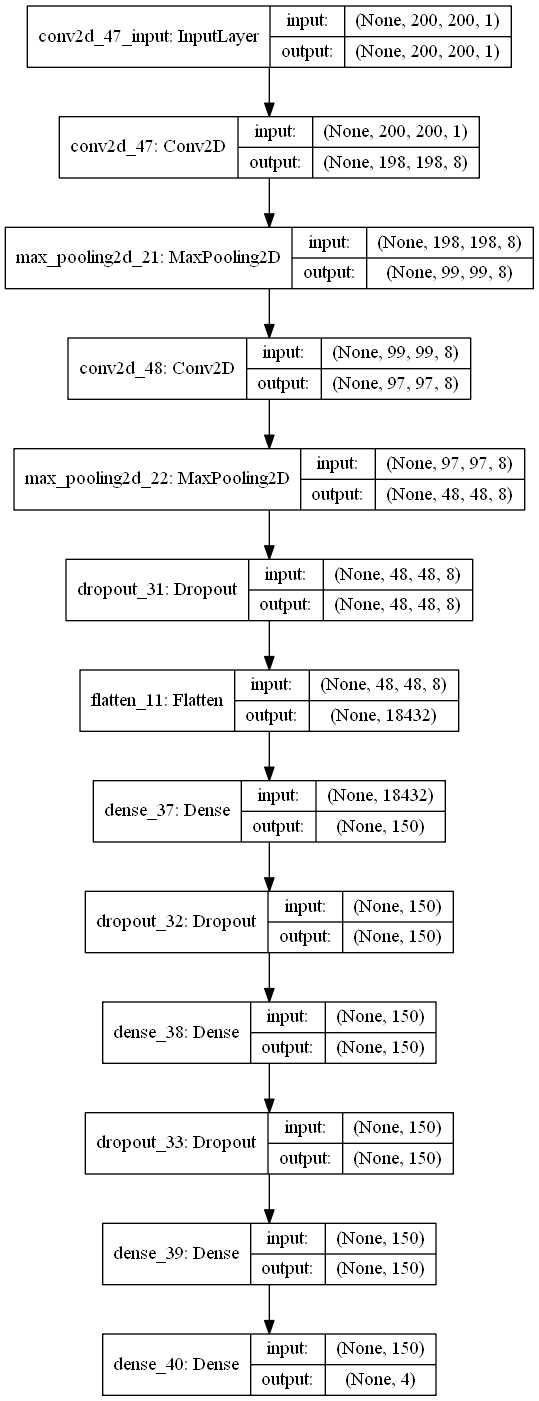 conv2d_47_input: InputLayer
input: (None, 200, 200, 1)
output: (None, 200, 200, 1)
conv2d_47: Conv2D
input: (None, 200, 200, 1)
output: (None, 198, 198, 8)
max_pooling2d_21: MaxPooling2D
input: (None, 198, 198, 8)
output: (None, 99, 99, 8)
conv2d_48: Conv2D
input: (None, 99, 99, 8)
output: (None, 97, 97, 8)
max_pooling2d_22: MaxPooling2D
input: (None, 97, 97, 8)
output: (None, 48, 48, 8)
dropout_31: Dropout
input: (None, 48, 48, 8)
output: (None, 48, 48, 8)
flatten_11: Flatten
input: (None, 48, 48, 8)
output: (None, 18432)
dense_37: Dense
input: (None, 18432)
output: (None, 150)
dropout_32: Dropout
input: (None, 150)
output: (None, 150)
dense_38: Dense
input: (None, 150)
output: (None, 150)
dropout_33: Dropout
input: (None, 150)
output: (None, 150)
dense_39: Dense
input: (None, 150)
output: (None, 150)
dense_40: Dense
input: (None, 150)
output: (None, 4)